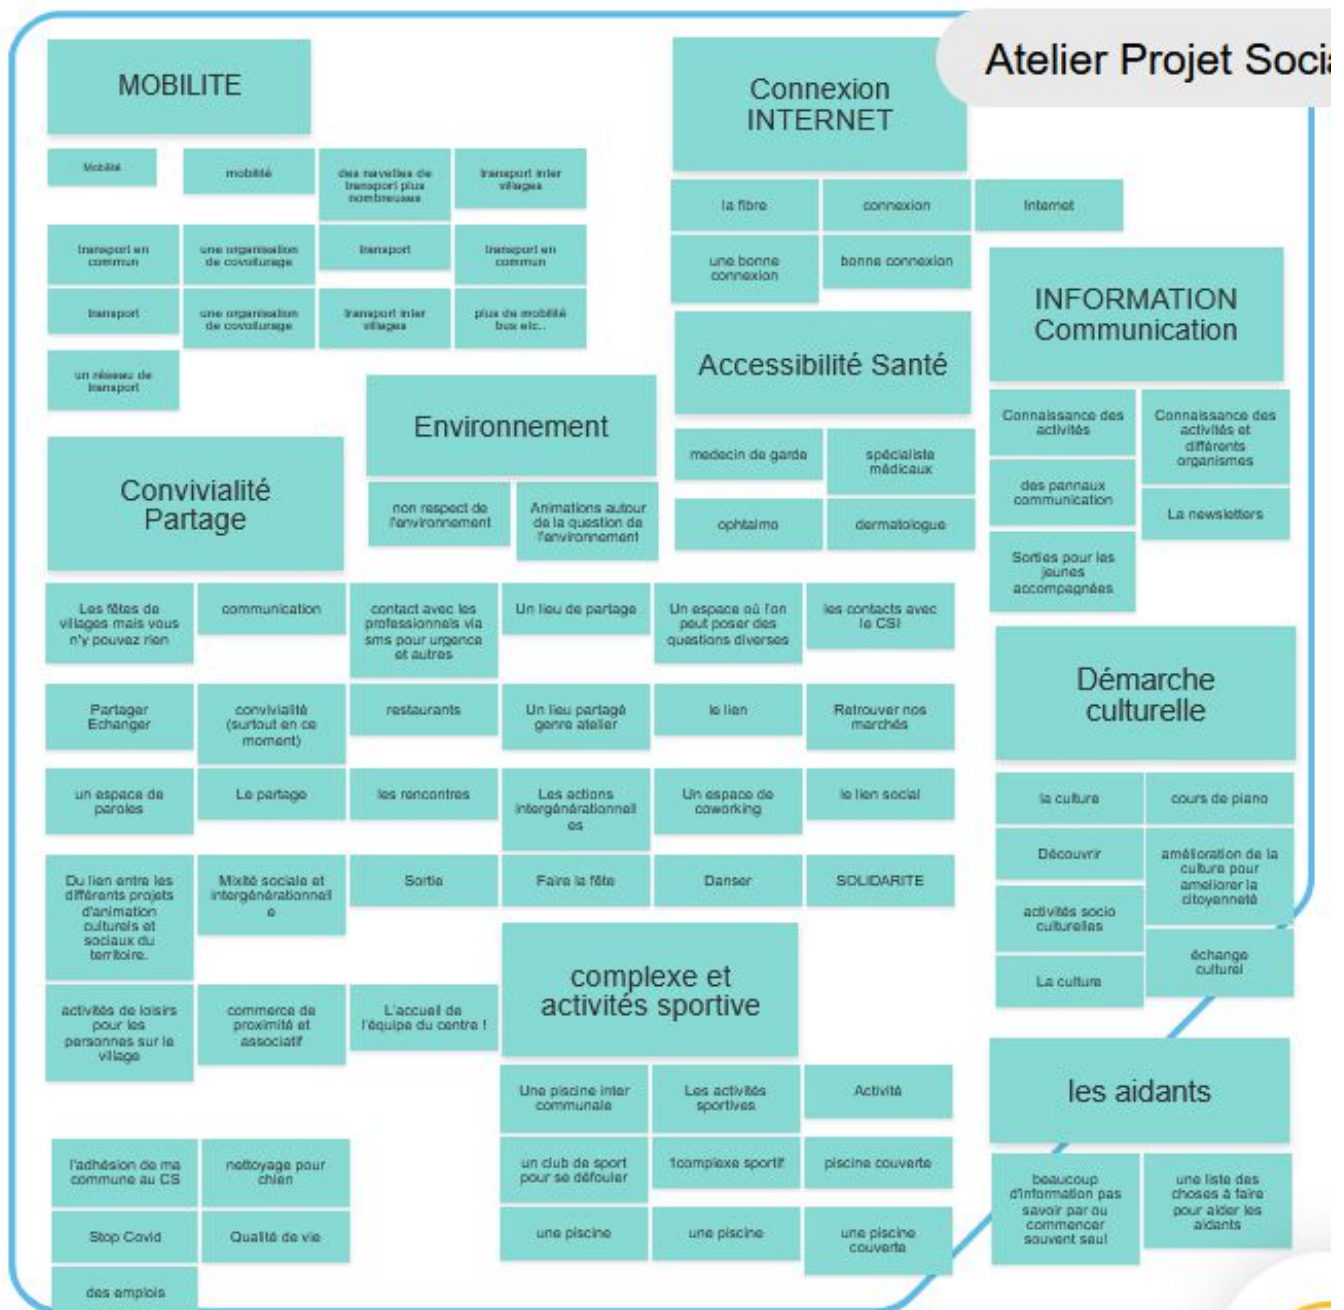 Atelier Projet Socia
MOBILITE
Mobilité
mobilité
des navettes de
transport plus
nombreuses
transport inter
villages
transport en
commun
une organisation
de covoiturage
transport
transport en
commun
transport
une organisation
de covoiturage
transport inter
villages
plus de mobilité
bus etc..
un réseau de
transport
Connexion
INTERNET
la fibre
connexion
Internet
une bonne
connexion
bonne connexion
INFORMATION
Communication
Connaissance des
activités
Connaissance des
activités et
différents
organismes
des pannaux
communication
La newsletters
Sorties pour les
jeunes
accompagnées
Accessibilité Santé
medecin de garde
spécialiste
médicaux
ophtalmo
dermatologue
Environnement
non respect de
l'environnement
Animations autour
de la question de
l'environnement
Convivialité
Partage
Les fêtes de
villages mais vous
n'y pouvez rien
communication
contact avec les
professionnels via
sms pour urgence
et autres
Un lieu de partage
Un espace où l'on
peut poser des
questions diverses
les contacts avec
le CSI
Partager
Echanger
convivialité
(surtout en ce
moment)
restaurants
Un lieu partagé
genre atelier
le lien
Retrouver nos
marchés
un espace de
paroles
Le partage
les rencontres
Les actions
intergénérationnell
es
Un espace de
coworking
le lien social
Du lien entre les
différents projets
d'animation
culturels et
sociaux du
territoire.
Mixité sociale et
intergénérationnell
e
Sortie
Faire la fête
Danser
SOLIDARITE
activités de loisirs
pour les
personnes sur le
village
commerce de
proximité et
associatif
L'accueil de
l'équipe du centre !
Démarche
culturelle
la culture
cours de piano
Découvrir
amélioration de la
culture pour
ameliorer la
citoyenneté
activités socio
culturelles
échange
culturel
La culture
complexe et
activités sportive
Une piscine inter
communale
Les activités
sportives
Activité
un club de sport
pour se défouler
1complexe sportif
piscine couverte
une piscine
une piscine
une piscine
couverte
les aidants
beaucoup
d'information pas
savoir par ou
commencer
souvent seul
une liste des
choses à faire
pour aider les
aidants
l'adhésion de ma
commune au CS
nettoyage pour
chien
Stop Covid
Qualité de vie
des emplois